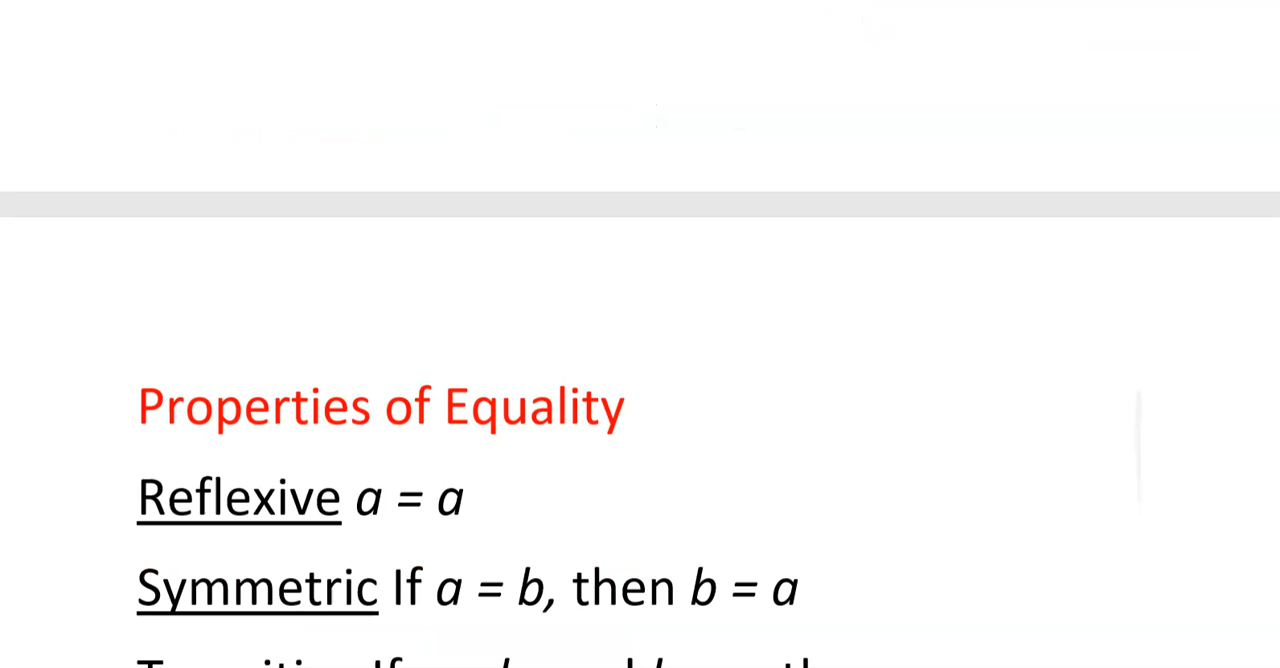 Properties of Equality
Reflexive a = a
Symmetric If a = b, then b = a